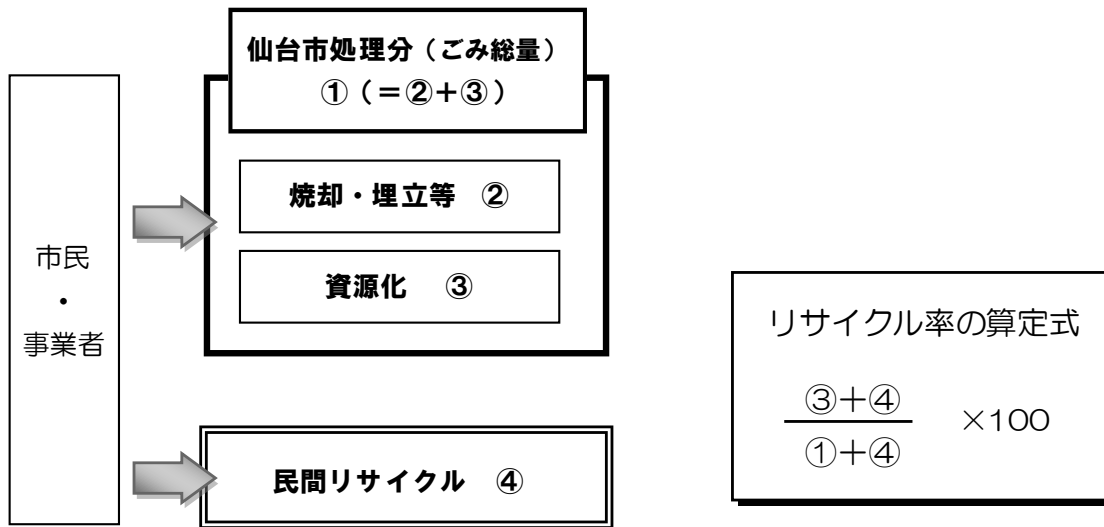 仙台市処理分（ごみ総量）
①（＝②＋③）
焼却・埋立等 ②
資源化 ③
市民
・
事業者
民間リサイクル ④
リサイクル率の算定式
③＋④
①＋④
×100